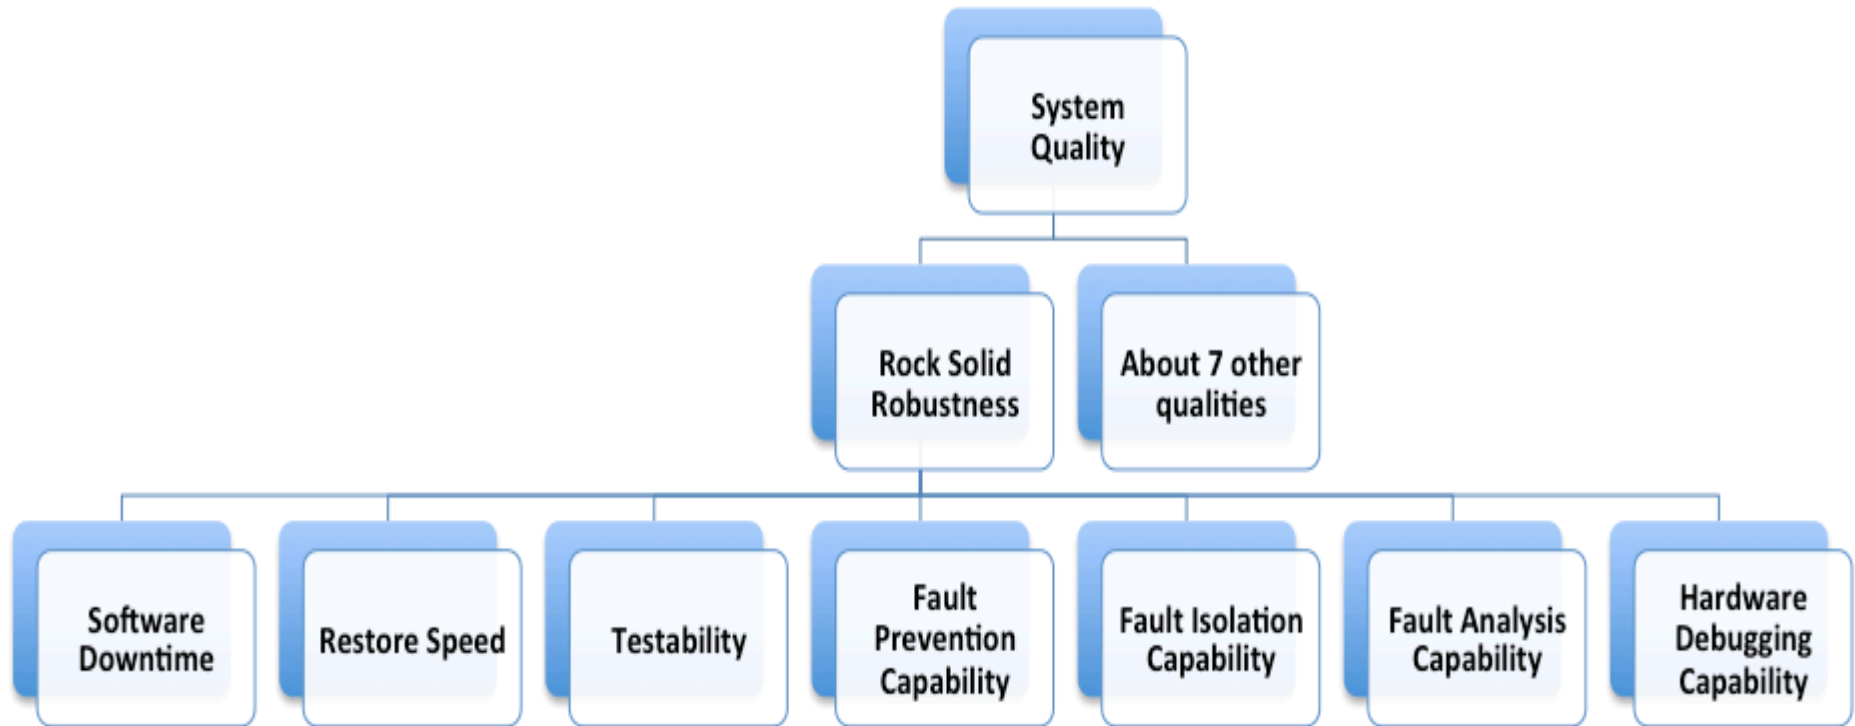 System
Quality
Rock Solid
Robustness
About 7 other
qualities
Software
Downtime
Restore Speed
Testability
Fault
Prevention
Capability
Fault Isolation
Capability
Fault Analysis
Capability
Hardware
Debugging
Capability